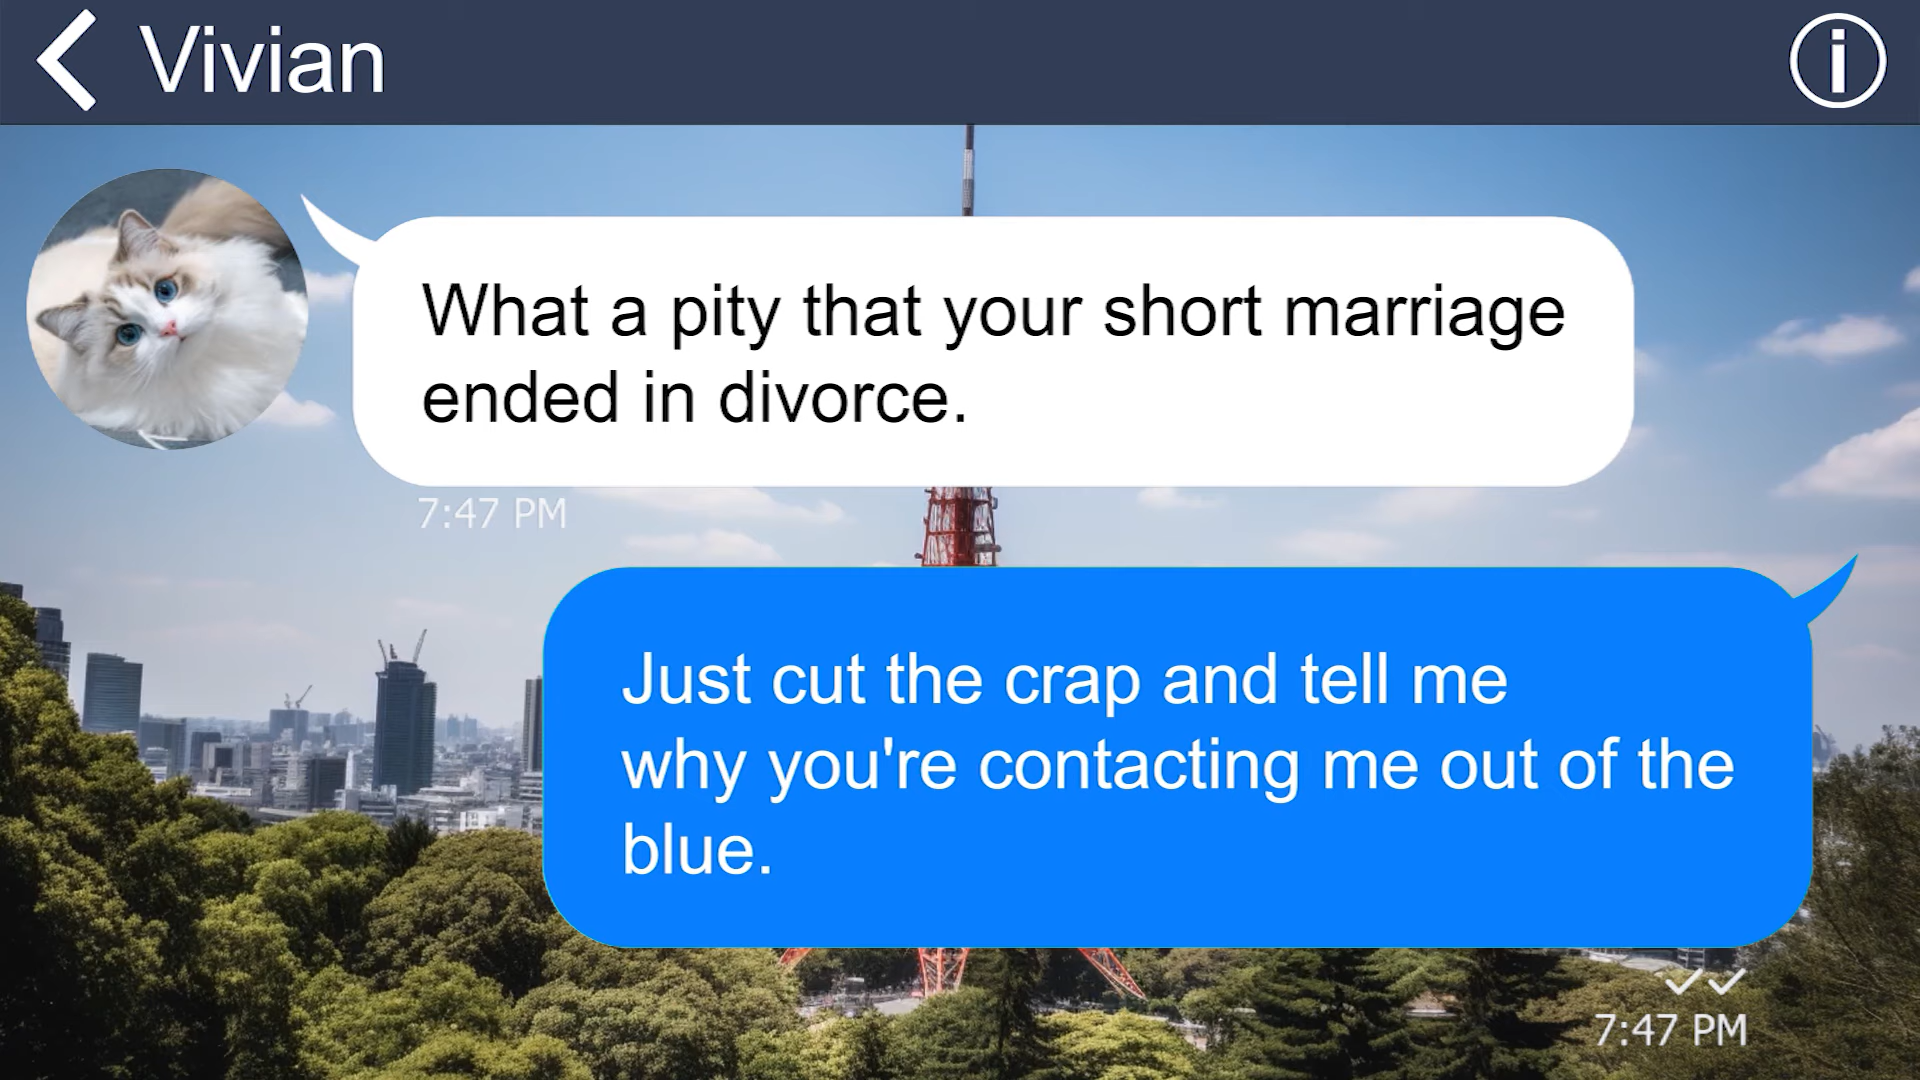 Vivian
What a pity that your short marriage
ended in divorce.
7:47 PM
Just cut the crap and tell me
why you're contacting me out of the
blue.
7:47 PM